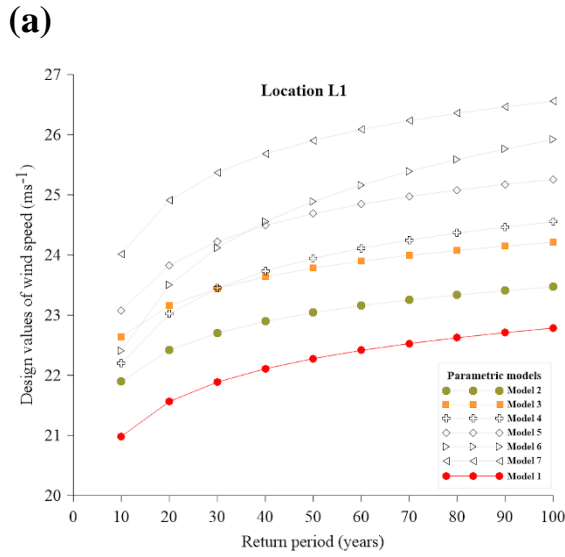 (a)
Location L1
Design values of wind speed (ms⁻¹)
27
26
25
24
23
22
21
20
0 10 20 30 40 50 60 70 80 90 100
Return period (years)
Parametric models
Model 2
Model 3
Model 4
Model 5
Model 6
Model 7
Model 1